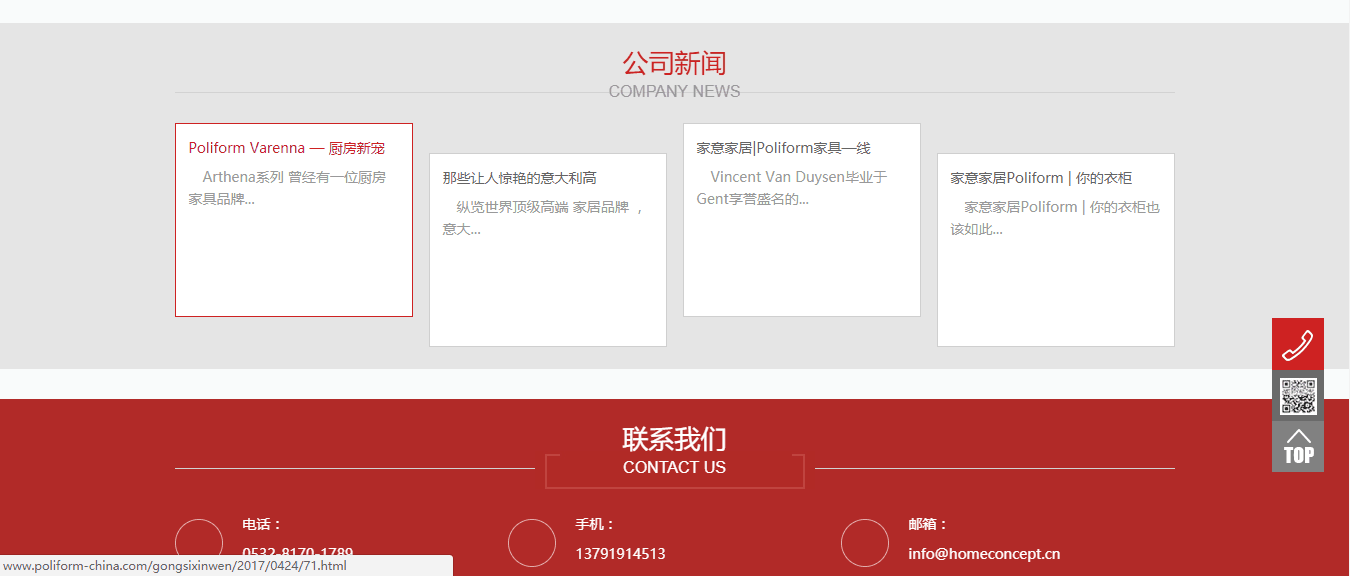 公司新闻
COMPANY NEWS
Poliform Varenna — 厨房新宠
Arthena系列 曾经有一位厨房
家具品牌...
那些让人惊艳的意大利高
纵览世界顶级高端 家居品牌 ，
意大...
家意家居|Poliform家具—线
Vincent Van Duysen毕业于
Gent享誉盛名的...
家意家居Poliform | 你的衣柜
家意家居Poliform | 你的衣柜也
该如此...
TOP
联系我们
CONTACT US
电话：
0532-8170-1789
手机：
13791914513
邮箱：
info@homeconcept.cn
www.poliform-china.com/gongsixinwen/2017/0424/71.html